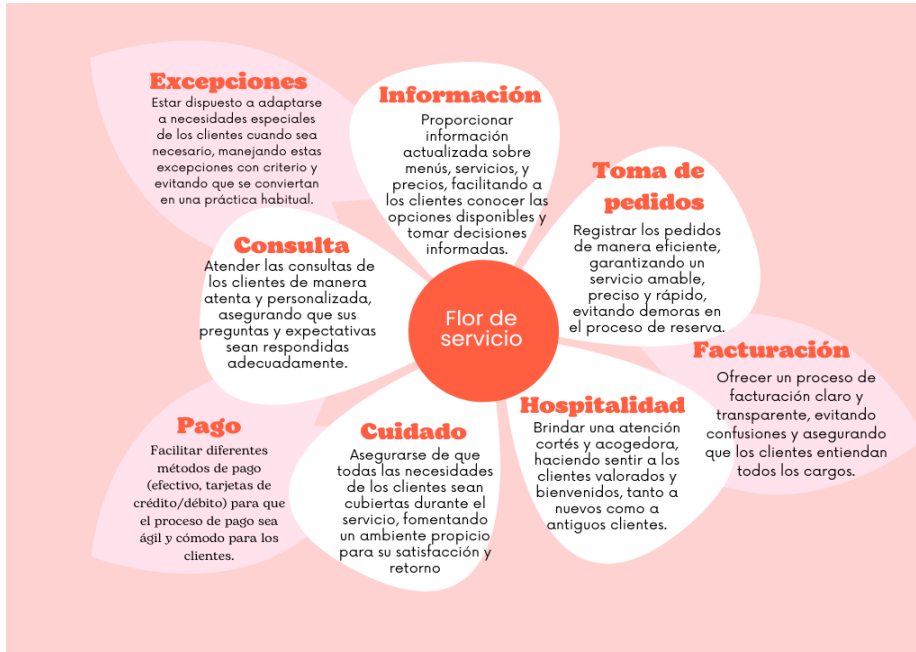 Excepciones
Estar dispuesto a adaptarse
a necesidades especiales
de los clientes cuando sea
necesario, manejando estas
excepciones con criterio y
evitando que se conviertan
en una práctica habitual.
Información
Proporcionar
información
actualizada sobre
menús, servicios, y
precios, facilitando a
los clientes conocer las
opciones disponibles y
tomar decisiones
informadas.
Toma de
pedidos
Registrar los pedidos
de manera eficiente,
garantizando un
servicio amable,
preciso y rápido,
evitando demoras en
el proceso de reserva.
Consulta
Atender las consultas de
los clientes de manera
atenta y personalizada,
asegurando que sus
preguntas y expectativas
sean respondidas
adecuadamente.
Flor de
servicio
Facturación
Ofrecer un proceso de
facturación claro y
transparente, evitando
confusiones y asegurando
que los clientes entiendan
todos los cargos.
Pago
Facilitar diferentes
métodos de pago
(efectivo, tarjetas de
crédito/débito) para que
el proceso de pago sea
ágil y cómodo para los
clientes.
Cuidado
Asegurarse de que
todas las necesidades
de los clientes sean
cubiertas durante el
servicio, fomentando
un ambiente propicio
para su satisfacción y
retorno
Hospitalidad
Brindar una atención
cortés y acogedora,
haciendo sentir a los
clientes valorados y
bienvenidos, tanto a
nuevos como a
antiguos clientes.